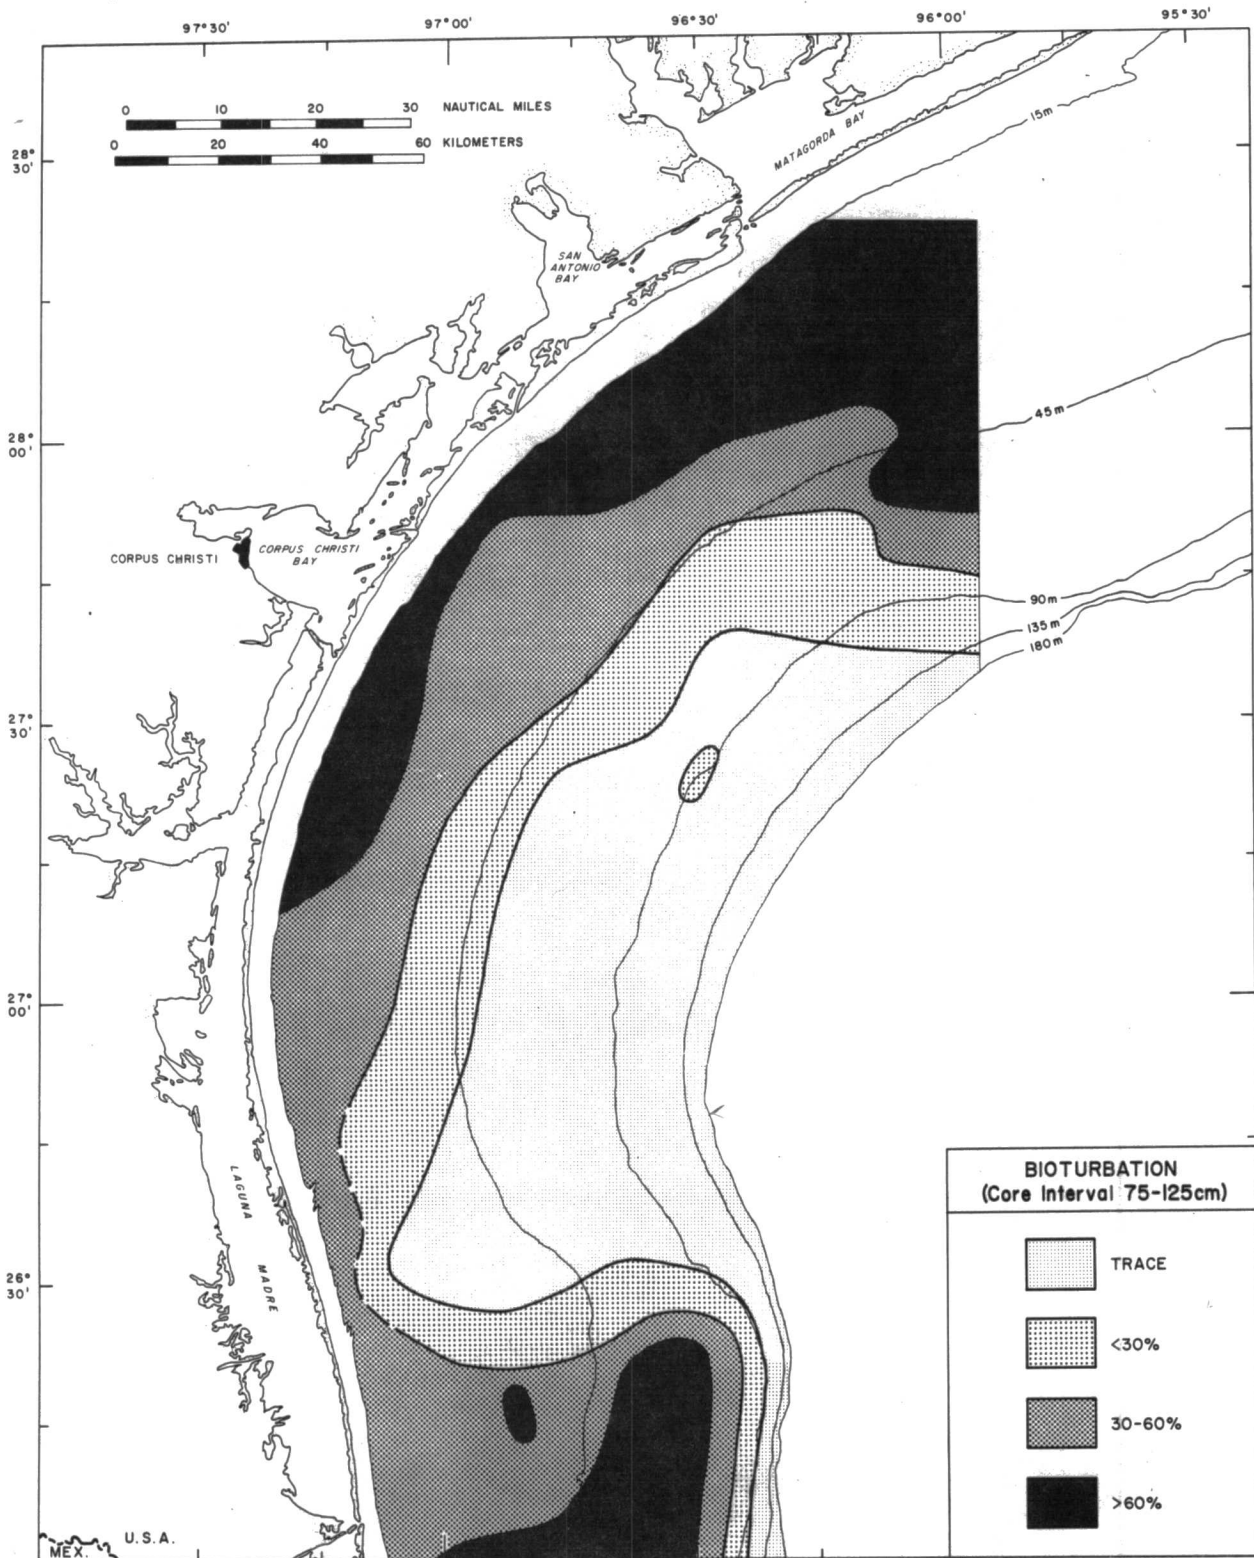 97°30'
97°00'
96°30'
96°00'
95°30'
0 10 20 30 NAUTICAL MILES
0 20 40 60 KILOMETERS
28°
30'
MATAGORDA BAY
15m
SAN
ANTONIO
BAY
45m
28°
00'
CORPUS CHRISTI
CORPUS CHRISTI
BAY
90m
135m
180m
27°
30'
27°
00'
LAGUNA MADRE
26°
30'
BIOTURBATION
(Core Interval 75-125cm)
TRACE
<30%
30-60%
>60%
U.S.A.
MEX.